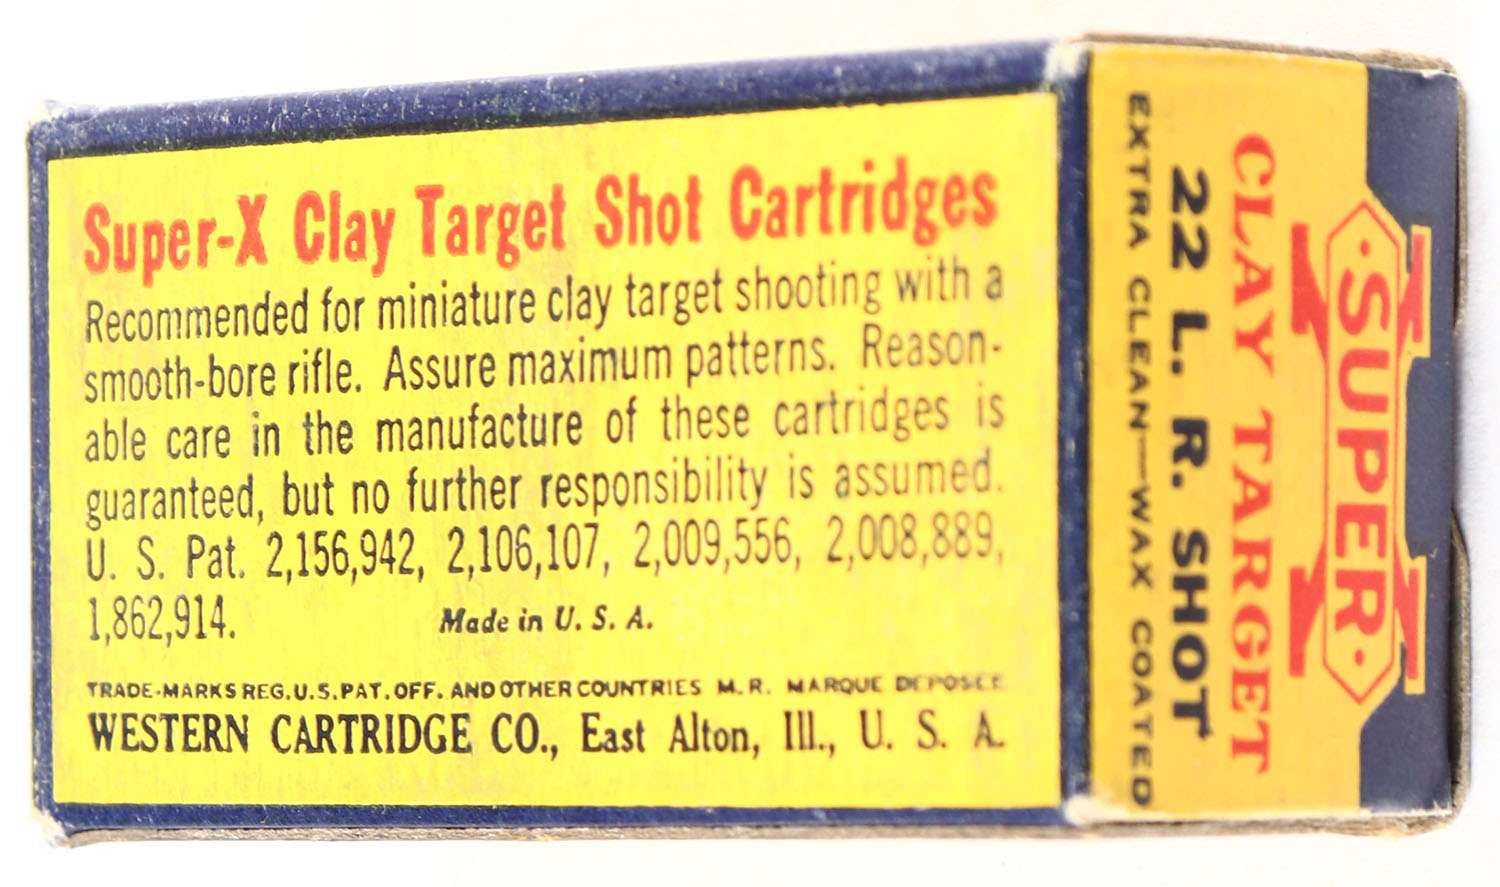 Super-X Clay Target Shot Cartridges
Recommended for miniature clay target shooting with a
smooth-bore rifle. Assure maximum patterns. Reason-
able care in the manufacture of these cartridges is
guaranteed, but no further responsibility is assumed.
U. S. Pat. 2,156,942, 2,106,107, 2,009,556, 2,008,889,
1,862,914. Made in U. S. A.
TRADE-MARKS REG. U.S. PAT. OFF. AND OTHER COUNTRIES M. R. MARQUE DEPOSEE
WESTERN CARTRIDGE CO., East Alton, Ill., U. S. A.
SUPER X
CLAY TARGET
22 L. R. SHOT
EXTRA CLEAN—WAX COATED